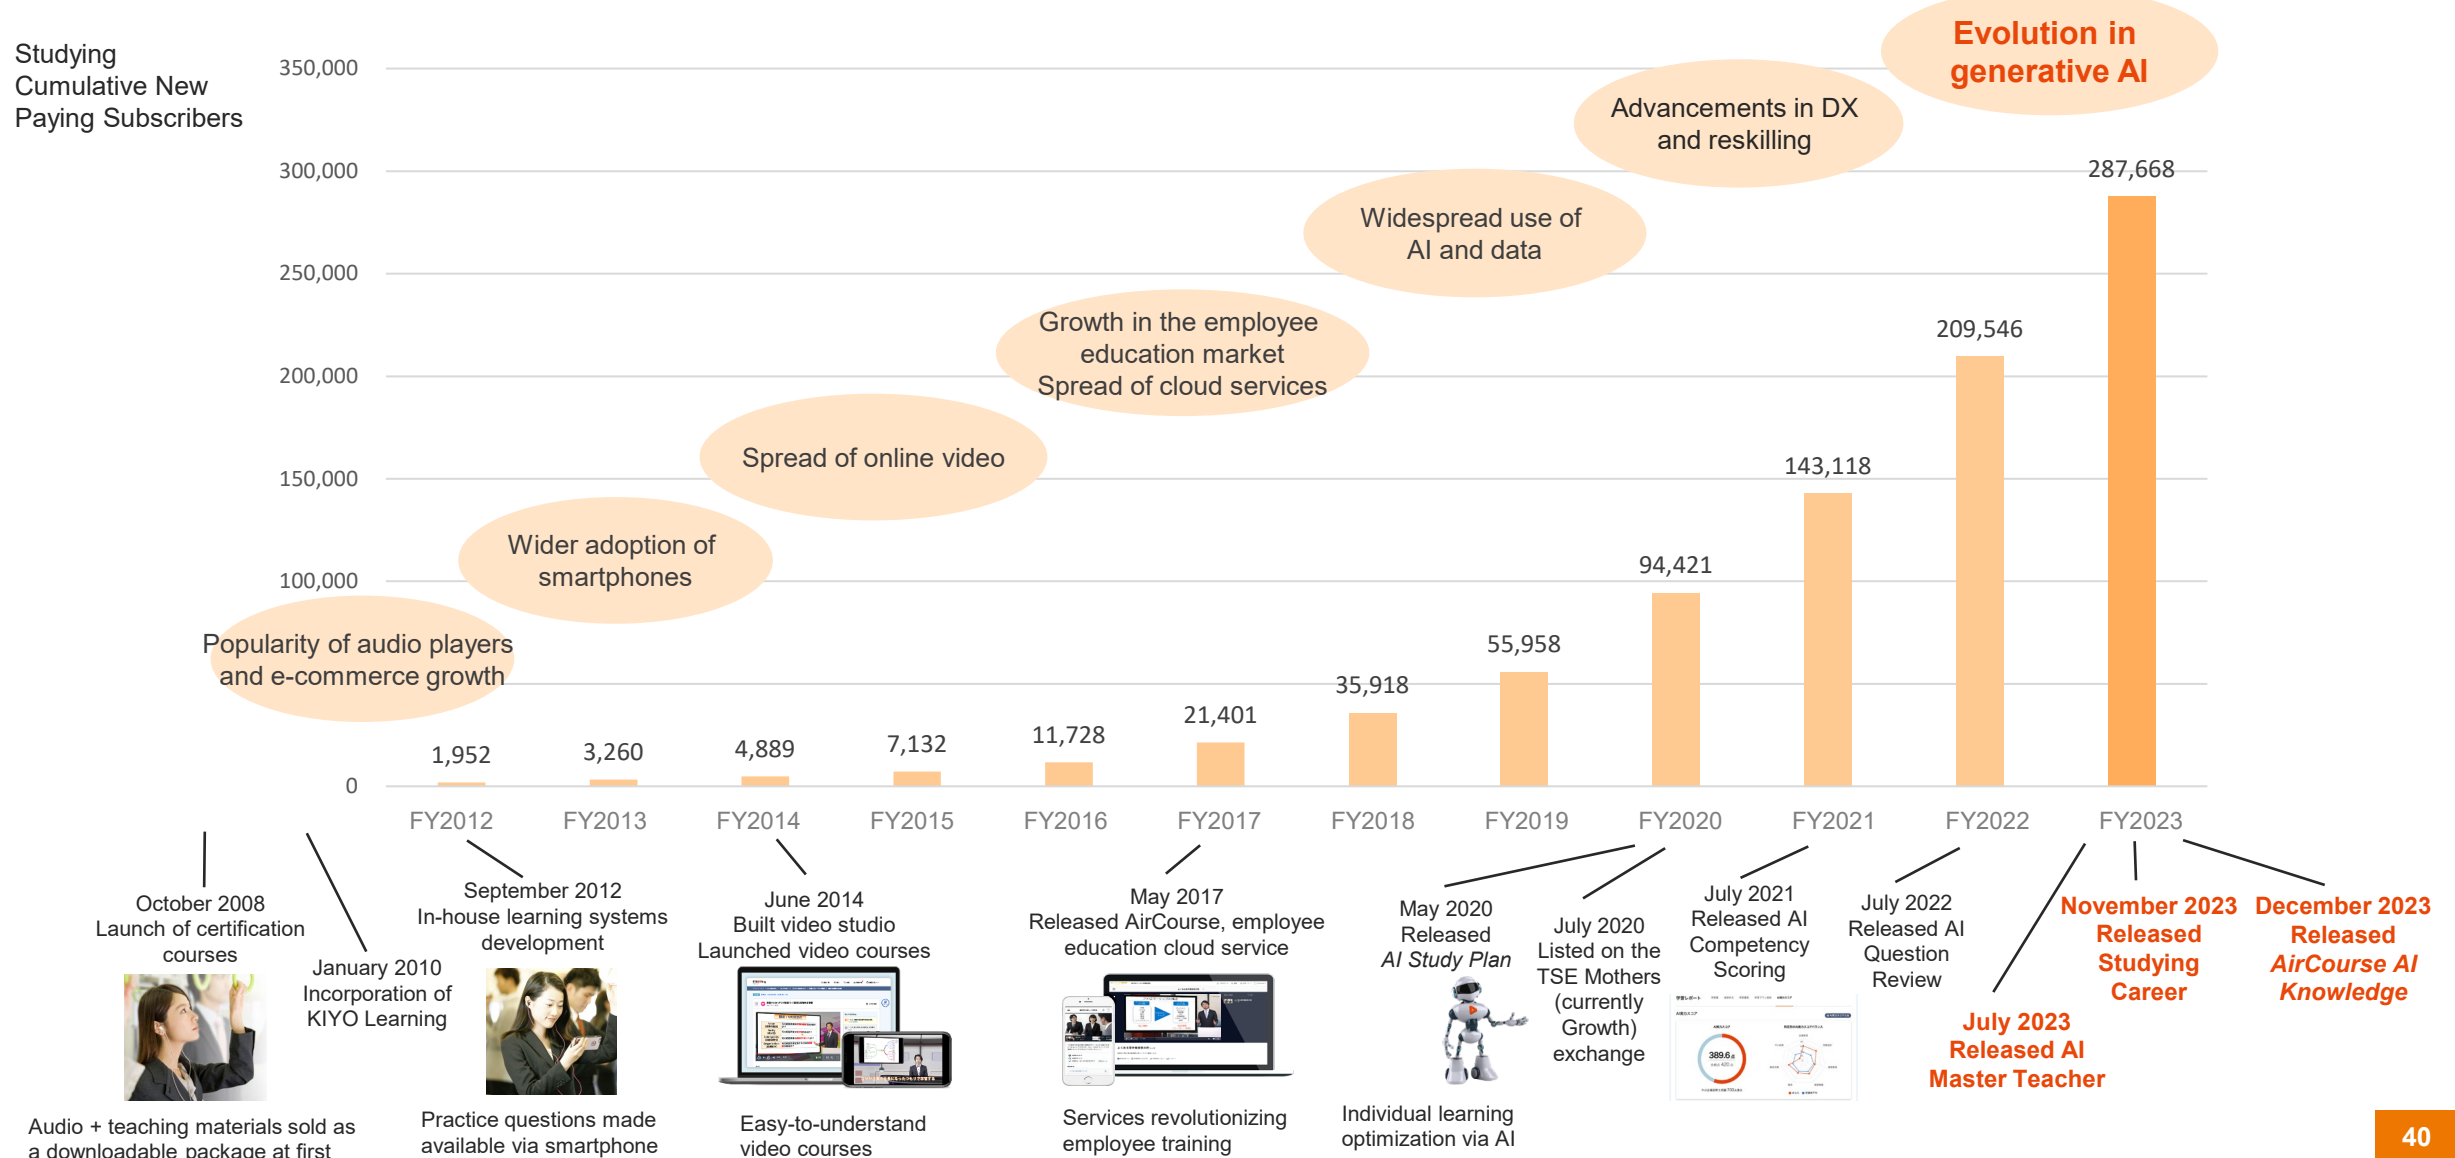 Studying
Cumulative New
Paying Subscribers
350,000
300,000
250,000
200,000
150,000
100,000
0
Evolution in
generative AI
Advancements in DX
and reskilling
Widespread use of
AI and data
Growth in the employee
education market
Spread of cloud services
Spread of online video
Wider adoption of
smartphones
Popularity of audio players
and e-commerce growth
1,952
3,260
4,889
7,132
11,728
21,401
35,918
55,958
94,421
143,118
209,546
287,668
FY2012
FY2013
FY2014
FY2015
FY2016
FY2017
FY2018
FY2019
FY2020
FY2021
FY2022
FY2023
October 2008
Launch of certification
courses
January 2010
Incorporation of
KIYO Learning
September 2012
In-house learning systems
development
June 2014
Built video studio
Launched video courses
May 2017
Released AirCourse, employee
education cloud service
May 2020
Released
AI Study Plan
July 2020
Listed on the
TSE Mothers
(currently
Growth)
exchange
July 2021
Released AI
Competency
Scoring
July 2022
Released AI
Question
Review
July 2023
Released AI
Master Teacher
November 2023
Released
Studying
Career
December 2023
Released
AirCourse AI
Knowledge
389.6
Audio + teaching materials sold as
a downloadable package at first
Practice questions made
available via smartphone
Easy-to-understand
video courses
Services revolutionizing
employee training
Individual learning
optimization via AI
40